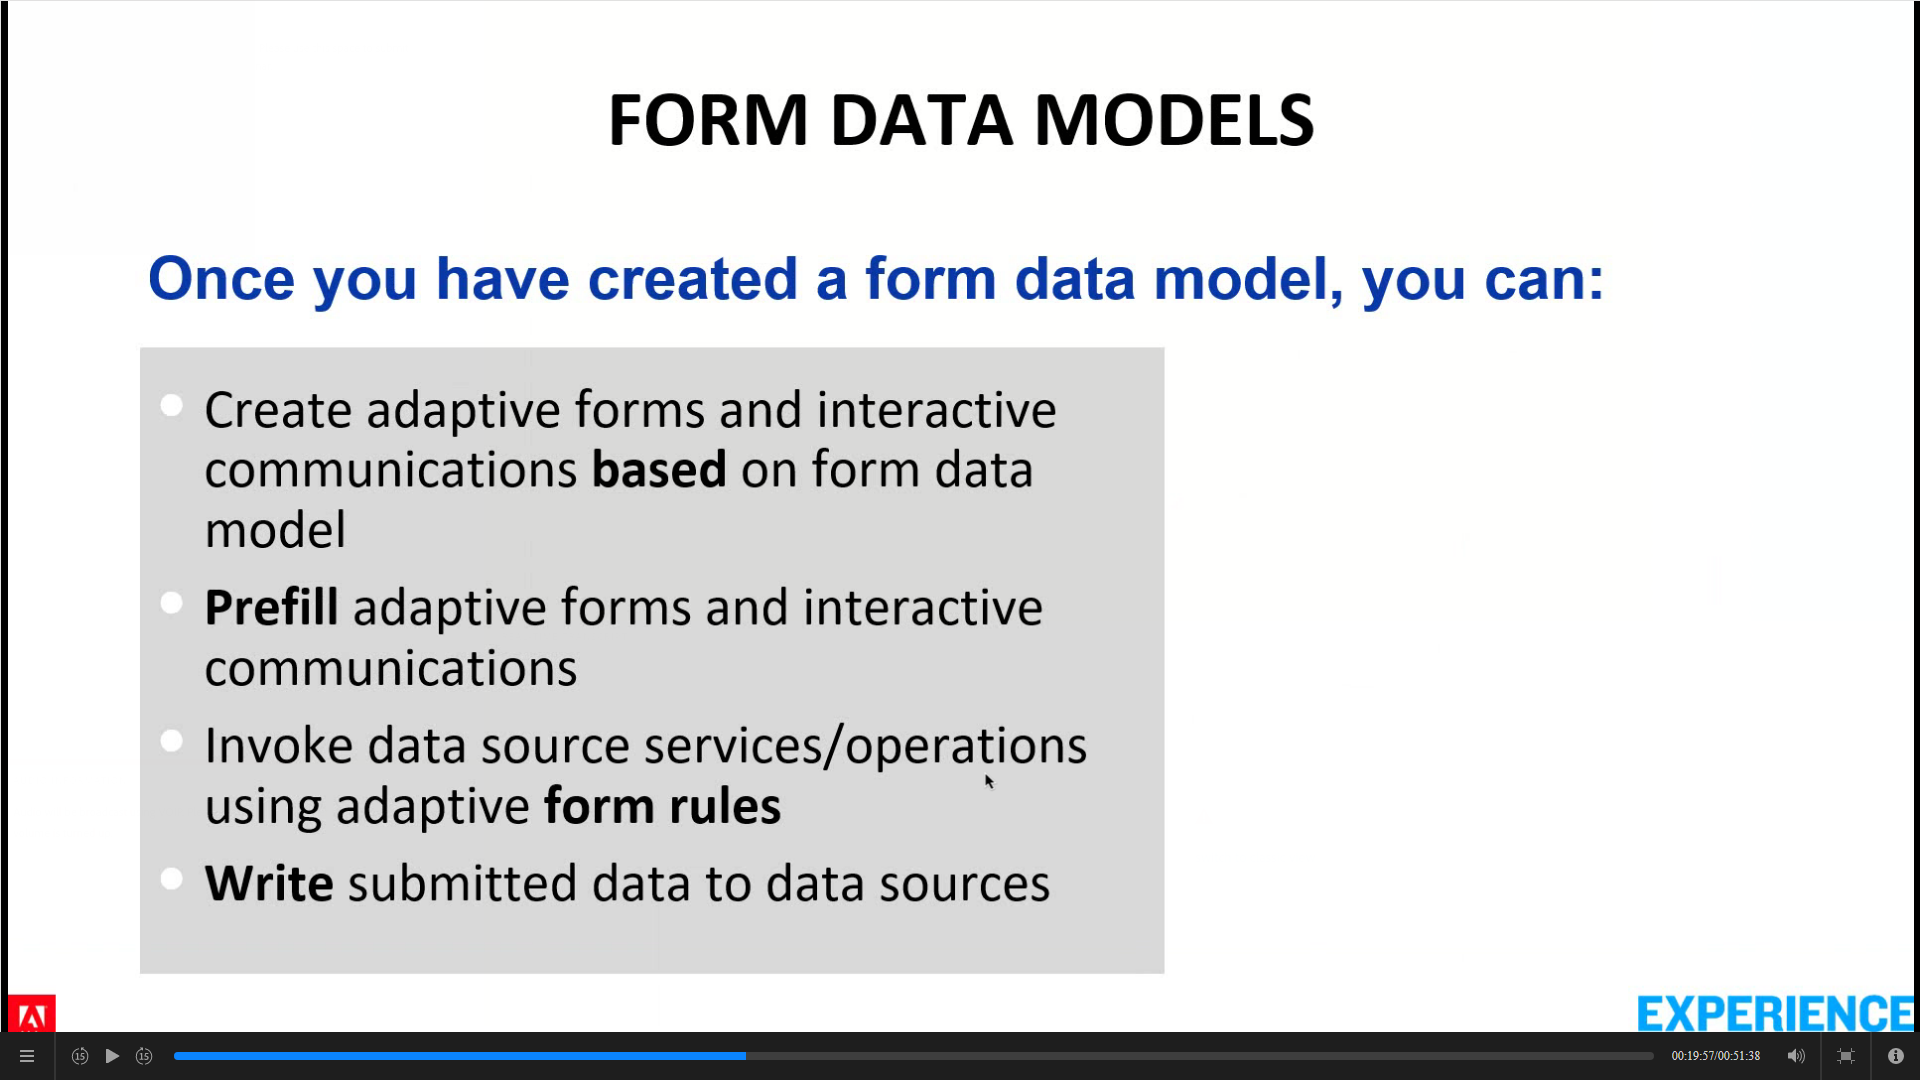 FORM DATA MODELS
Once you have created a form data model, you can:
Create adaptive forms and interactive
communications based on form data
model
Prefill adaptive forms and interactive
communications
Invoke data source services/operations
using adaptive form rules
Write submitted data to data sources
EXPERIENCE
15
15
00:19:57/00:51:38